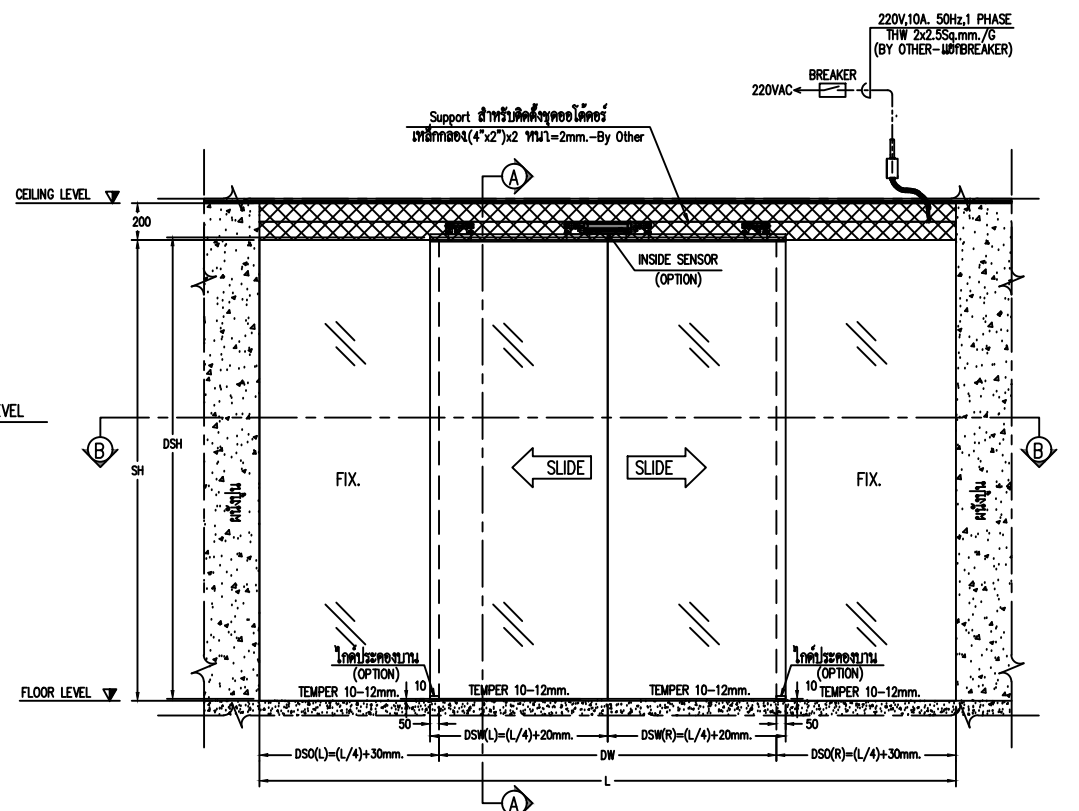 220V,10A. 50Hz,1 PHASE
THW 2x2.5Sq.mm./G
(BY OTHER-แยกBREAKER)
BREAKER
220VAC
Support สำหรับติดตั้งชุดออโต้ดอร์
เหล็กกล่อง(4"x2")x2 หนา=2mm.-By Other
A
CEILING LEVEL
200
INSIDE SENSOR
(OPTION)
EVEL
B
B
DSH
SH
SLIDE
SLIDE
FIX.
FIX.
ผนังปูน
ผนังปูน
ไกด์ประคองบาน
(OPTION)
ไกด์ประคองบาน
(OPTION)
FLOOR LEVEL
TEMPER 10-12mm.
10
TEMPER 10-12mm.
TEMPER 10-12mm.
10
TEMPER 10-12mm.
50
50
DSW(L)=(L/4)+20mm.
DSW(R)=(L/4)+20mm.
DSO(L)=(L/4)+30mm.
DW
DSO(R)=(L/4)+30mm.
L
A